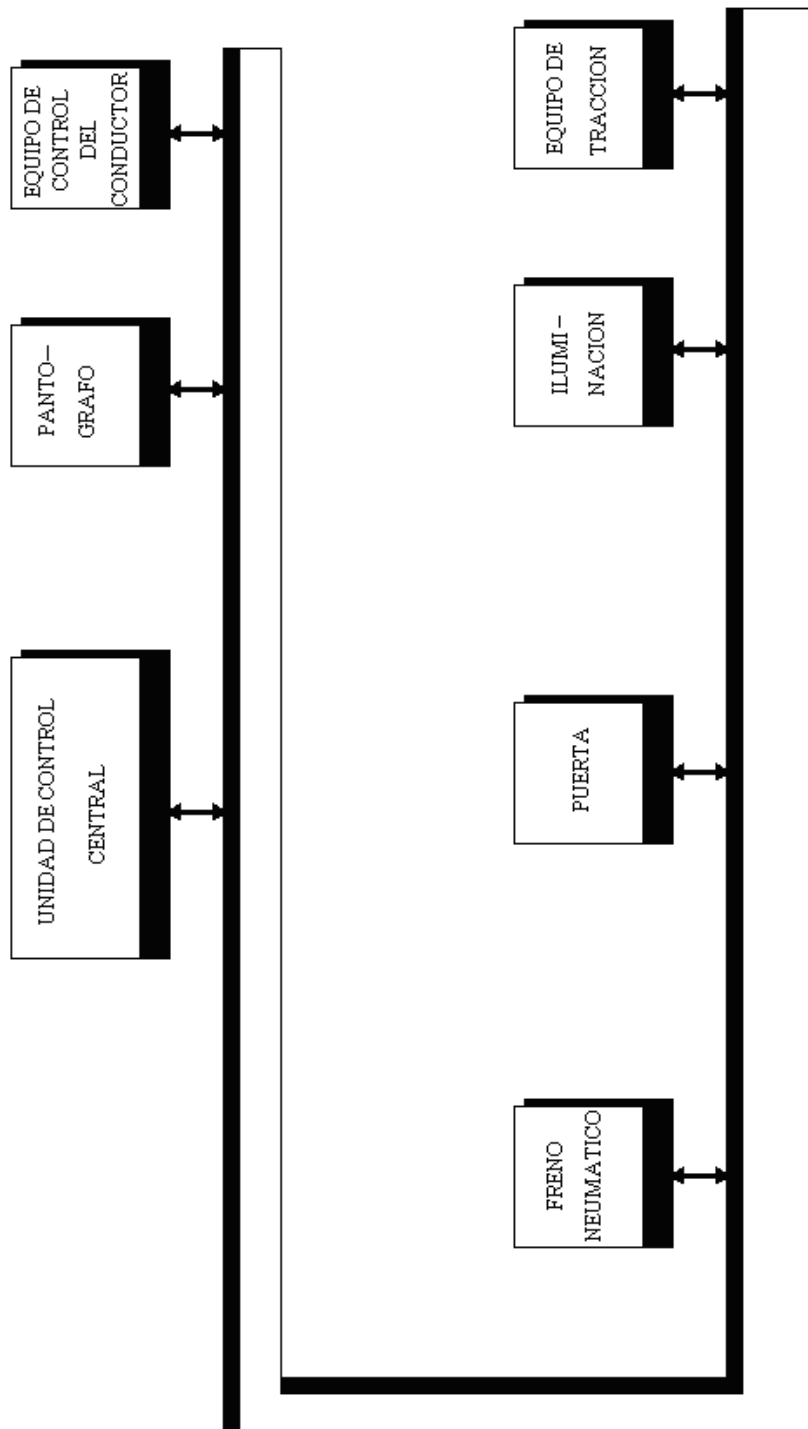 UNIDAD DE CONTROL
CENTRAL
PANTO—
GRAFO
EQUIPO DE
CONTROL
DEL
CONDUCTOR
FRENO
NEUMATICO
PUERTA
ILUMI –
NACION
EQUIPO DE
TRACCION